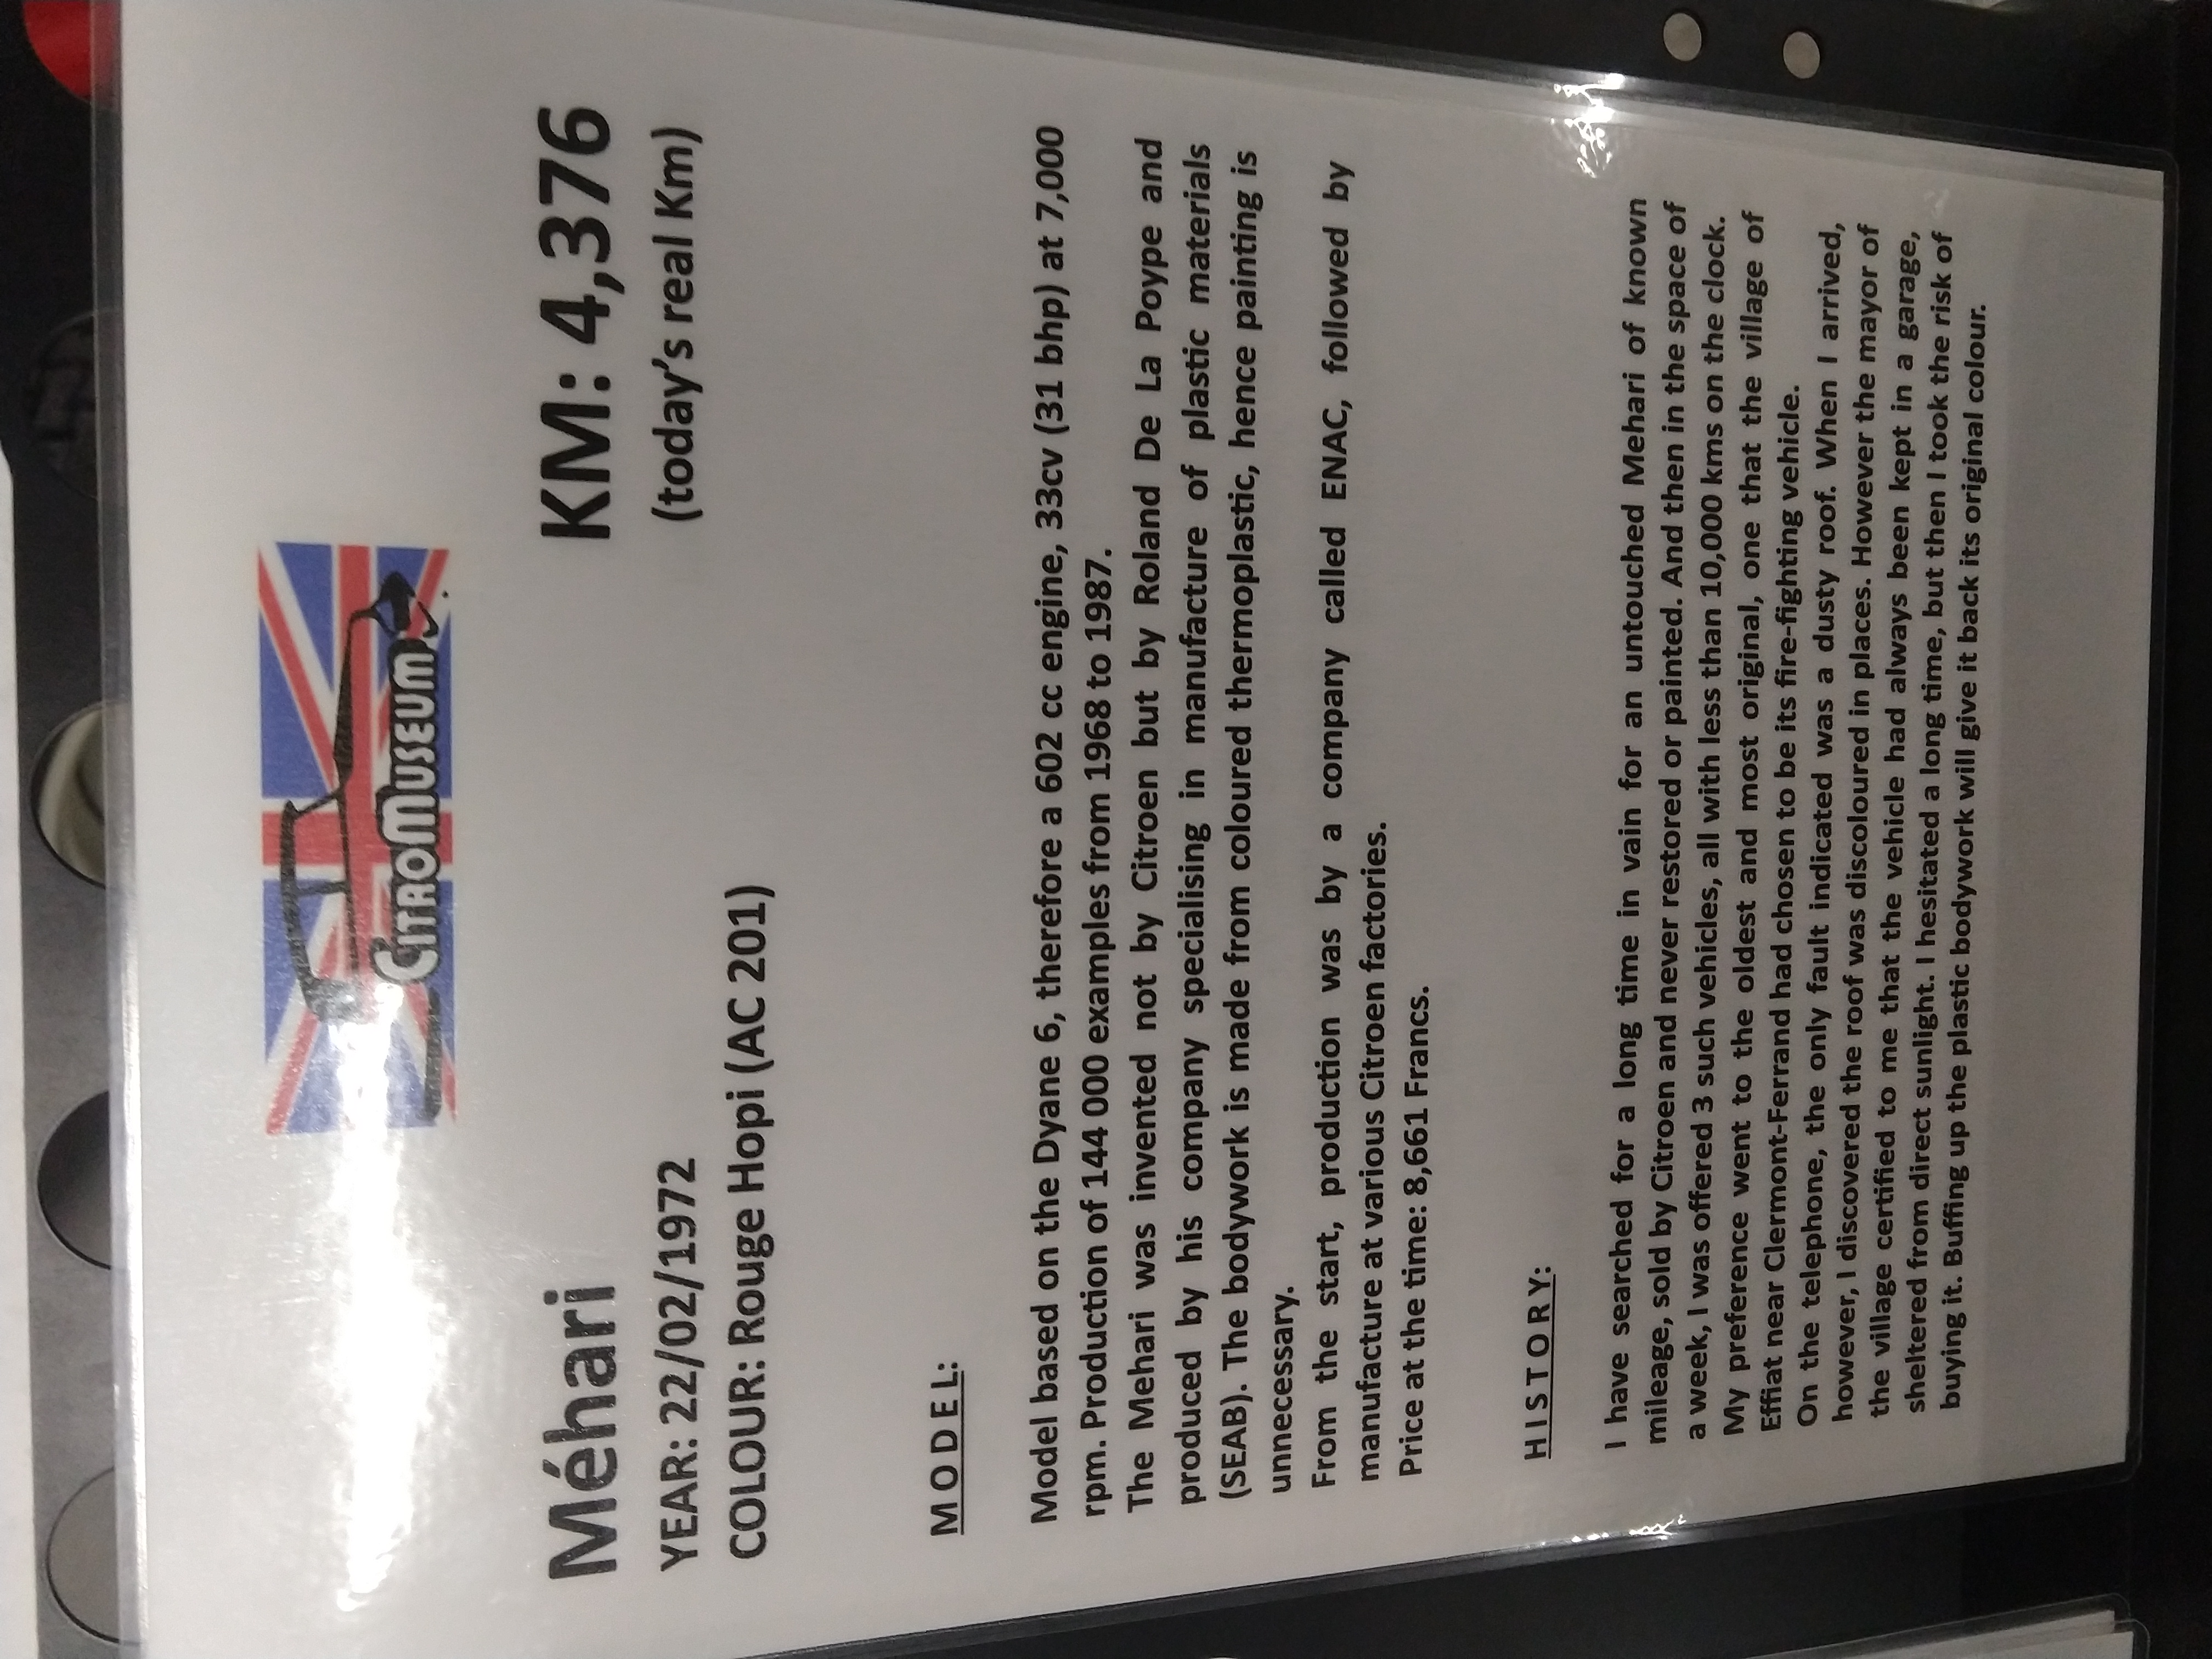 CITROMUSEUM
Méhari KM: 4,376
YEAR: 22/02/1972 (today's real Km)
COLOUR: Rouge Hopi (AC 201)
MODEL:
Model based on the Dyane 6, therefore a 602 cc engine, 33cv (31 bhp) at 7,000
rpm. Production of 144 000 examples from 1968 to 1987.
The Mehari was invented not by Citroen but by Roland De La Poype and
produced by his company specialising in manufacture of plastic materials
(SEAB). The bodywork is made from coloured thermoplastic, hence painting is
unnecessary.
From the start, production was by a company called ENAC, followed by
manufacture at various Citroen factories.
Price at the time: 8,661 Francs.
HISTORY:
I have searched for a long time in vain for an untouched Mehari of known
mileage, sold by Citroen and never restored or painted. And then in the space of
a week, I was offered 3 such vehicles, all with less than 10,000 kms on the clock.
My preference went to the oldest and most original, one that the village of
Effiat near Clermont-Ferrand had chosen to be its fire-fighting vehicle.
On the telephone, the only fault indicated was a dusty roof. When I arrived,
however, I discovered the roof was discoloured in places. However the mayor of
the village certified to me that the vehicle had always been kept in a garage,
sheltered from direct sunlight. I hesitated a long time, but then I took the risk of
buying it. Buffing up the plastic bodywork will give it back its original colour.